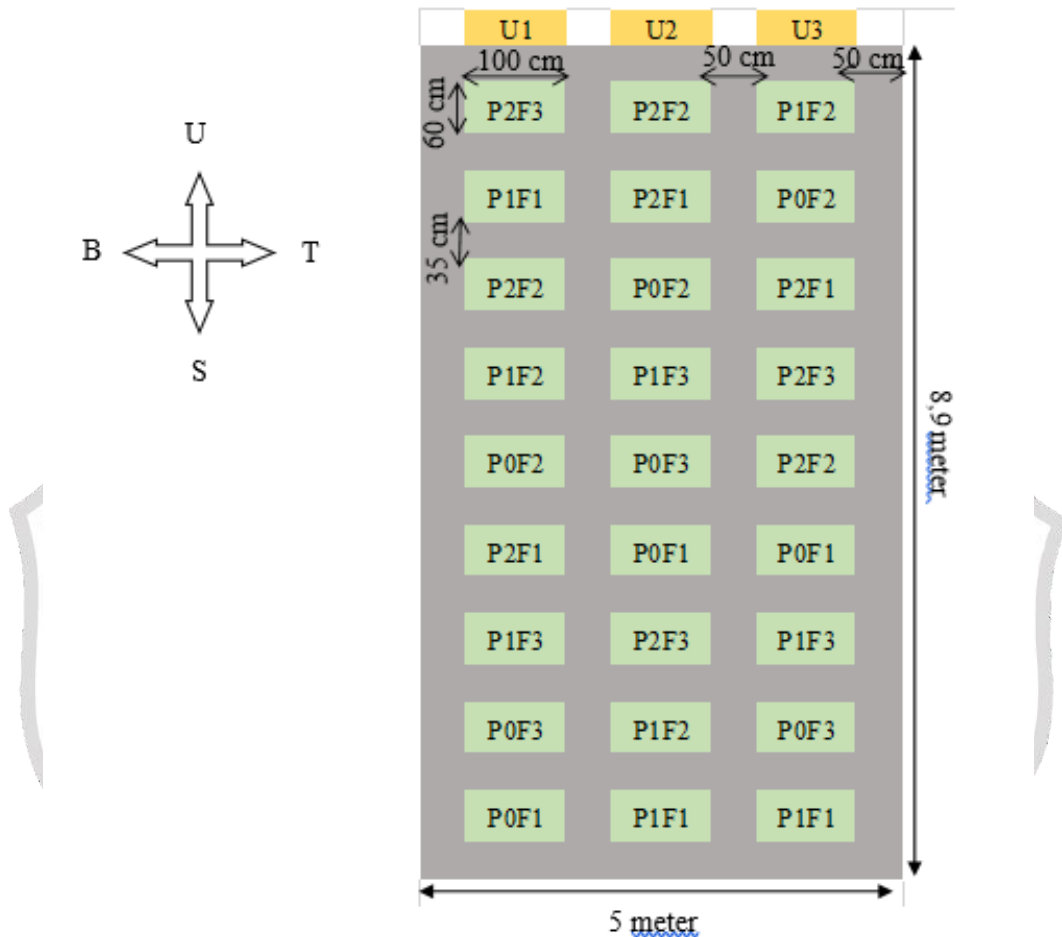 U1 U2 U3
100 cm 50 cm 50 cm
60 cm
P2F3 P2F2 P1F2
U
P1F1 P2F1 P0F2
B T
35 cm
P2F2 P0F2 P2F1
S
P1F2 P1F3 P2F3
8,9 meter
P0F2 P0F3 P2F2
P2F1 P0F1 P0F1
P1F3 P2F3 P1F3
P0F3 P1F2 P0F3
P0F1 P1F1 P1F1
5 meter